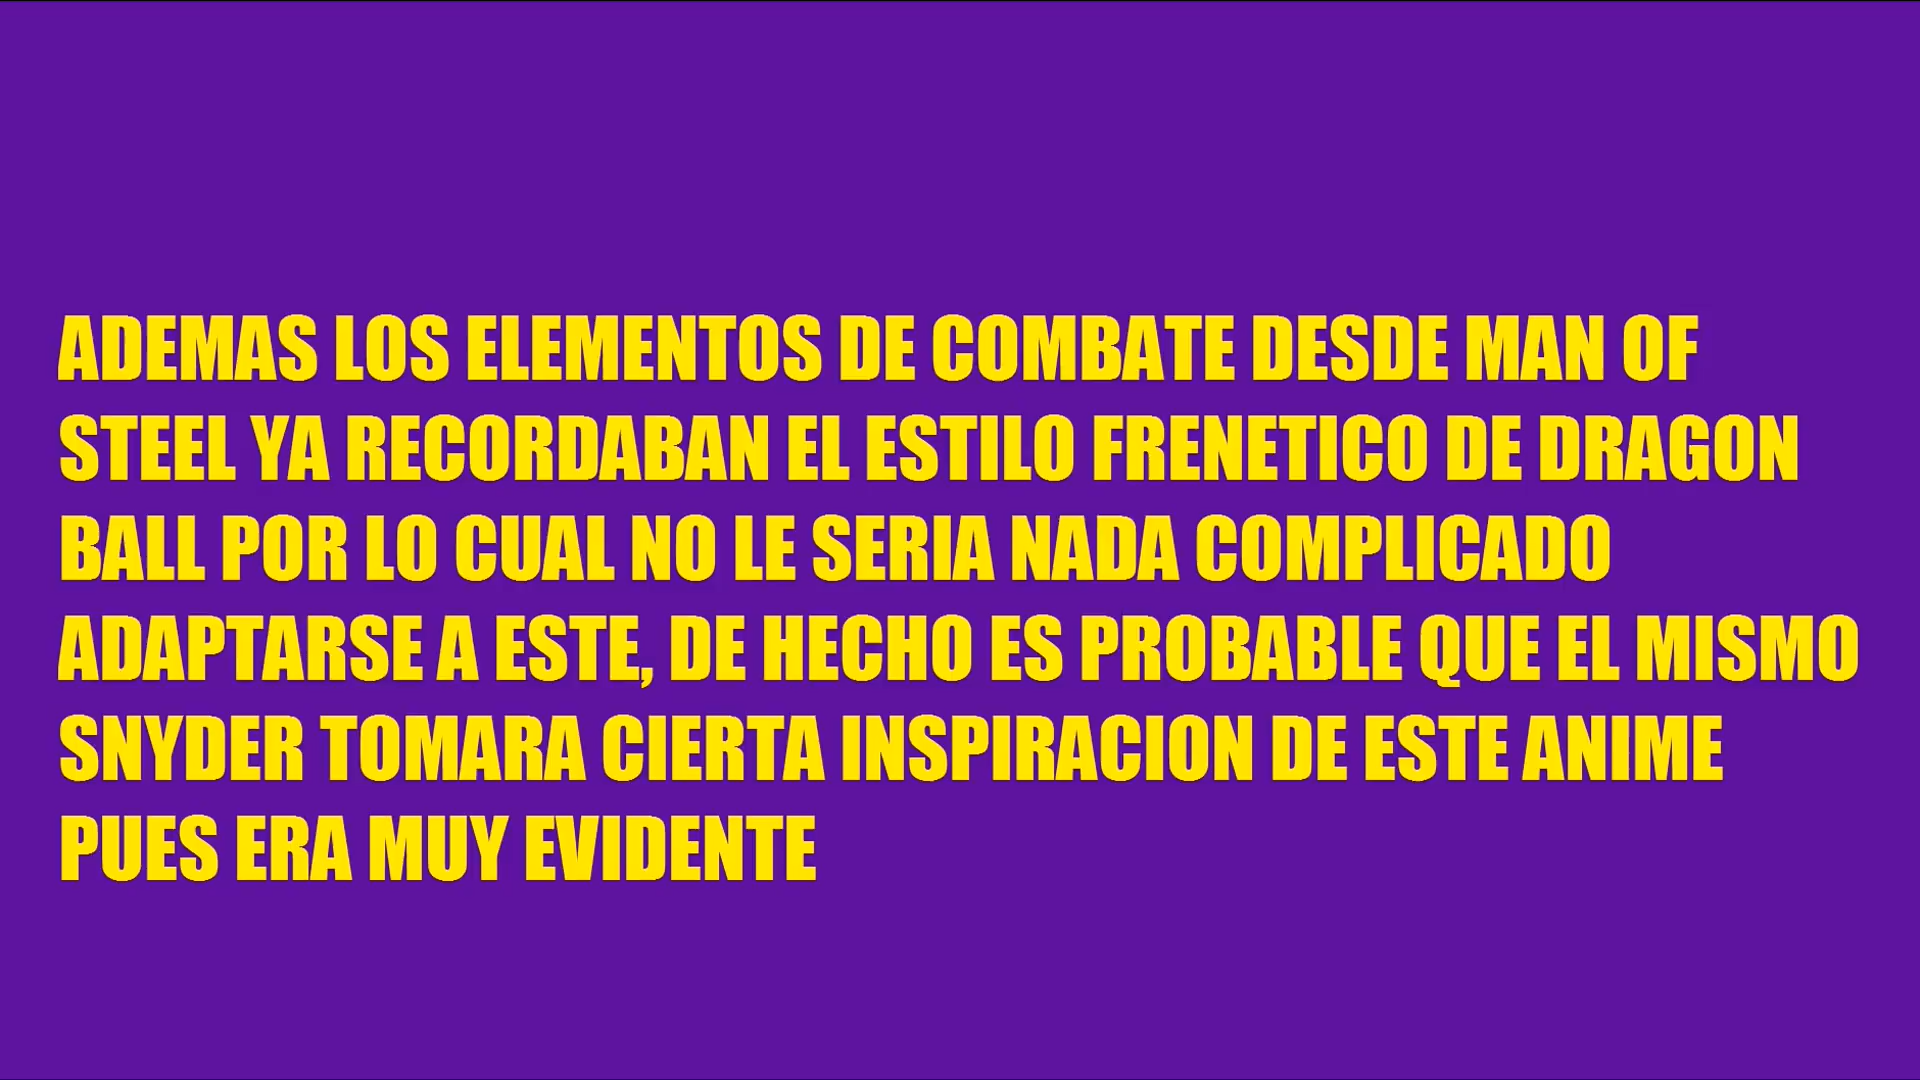 ADEMAS LOS ELEMENTOS DE COMBATE DESDE MAN OF
STEEL YA RECORDABAN EL ESTILO FRENETICO DE DRAGON
BALL POR LO CUAL NO LE SERIA NADA COMPLICADO
ADAPTARSE A ESTE, DE HECHO ES PROBABLE QUE EL MISMO
SNYDER TOMARA CIERTA INSPIRACION DE ESTE ANIME
PUES ERA MUY EVIDENTE